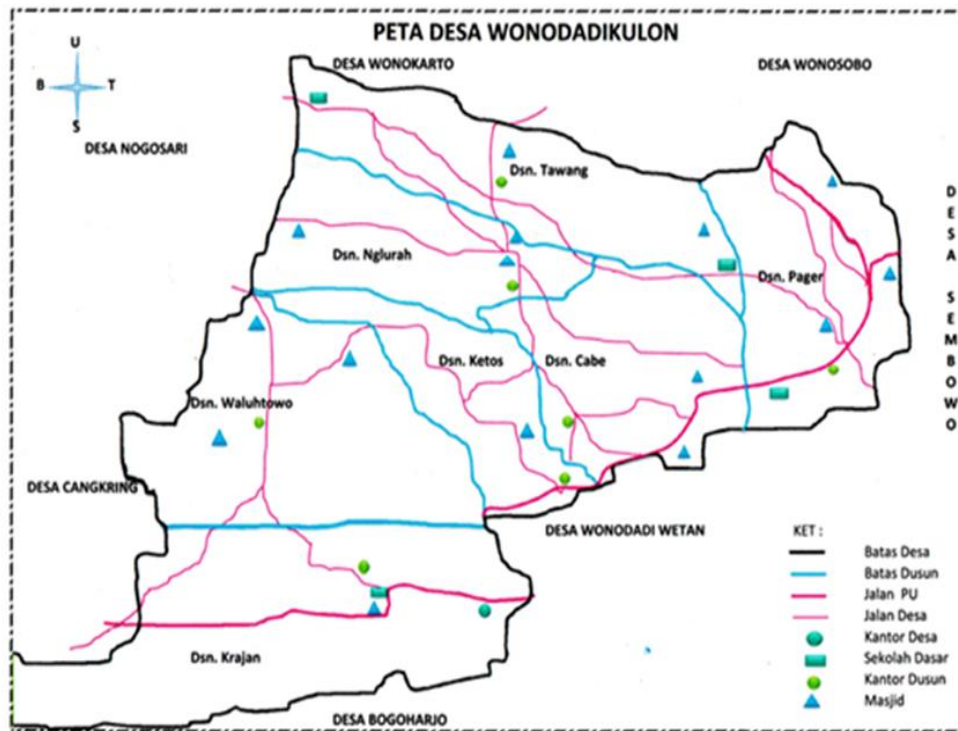 PETA DESA WONODADIKULON
U
B T
S
DESA WONOKARTO
DESA WONOSOBO
DESA NOGOSARI
Dsn. Tawang
DESA SEMBOWO
Dsn. Nglurah
Dsn. Pager
Dsn. Ketos
Dsn. Cabe
Dsn. Waluhtowo
DESA CANGKRING
DESA WONODADI WETAN
Dsn. Krajan
DESA BOGOHARJO
KET :
Batas Desa
Batas Dusun
Jalan PU
Jalan Desa
Kantor Desa
Sekolah Dasar
Kantor Dusun
Masjid